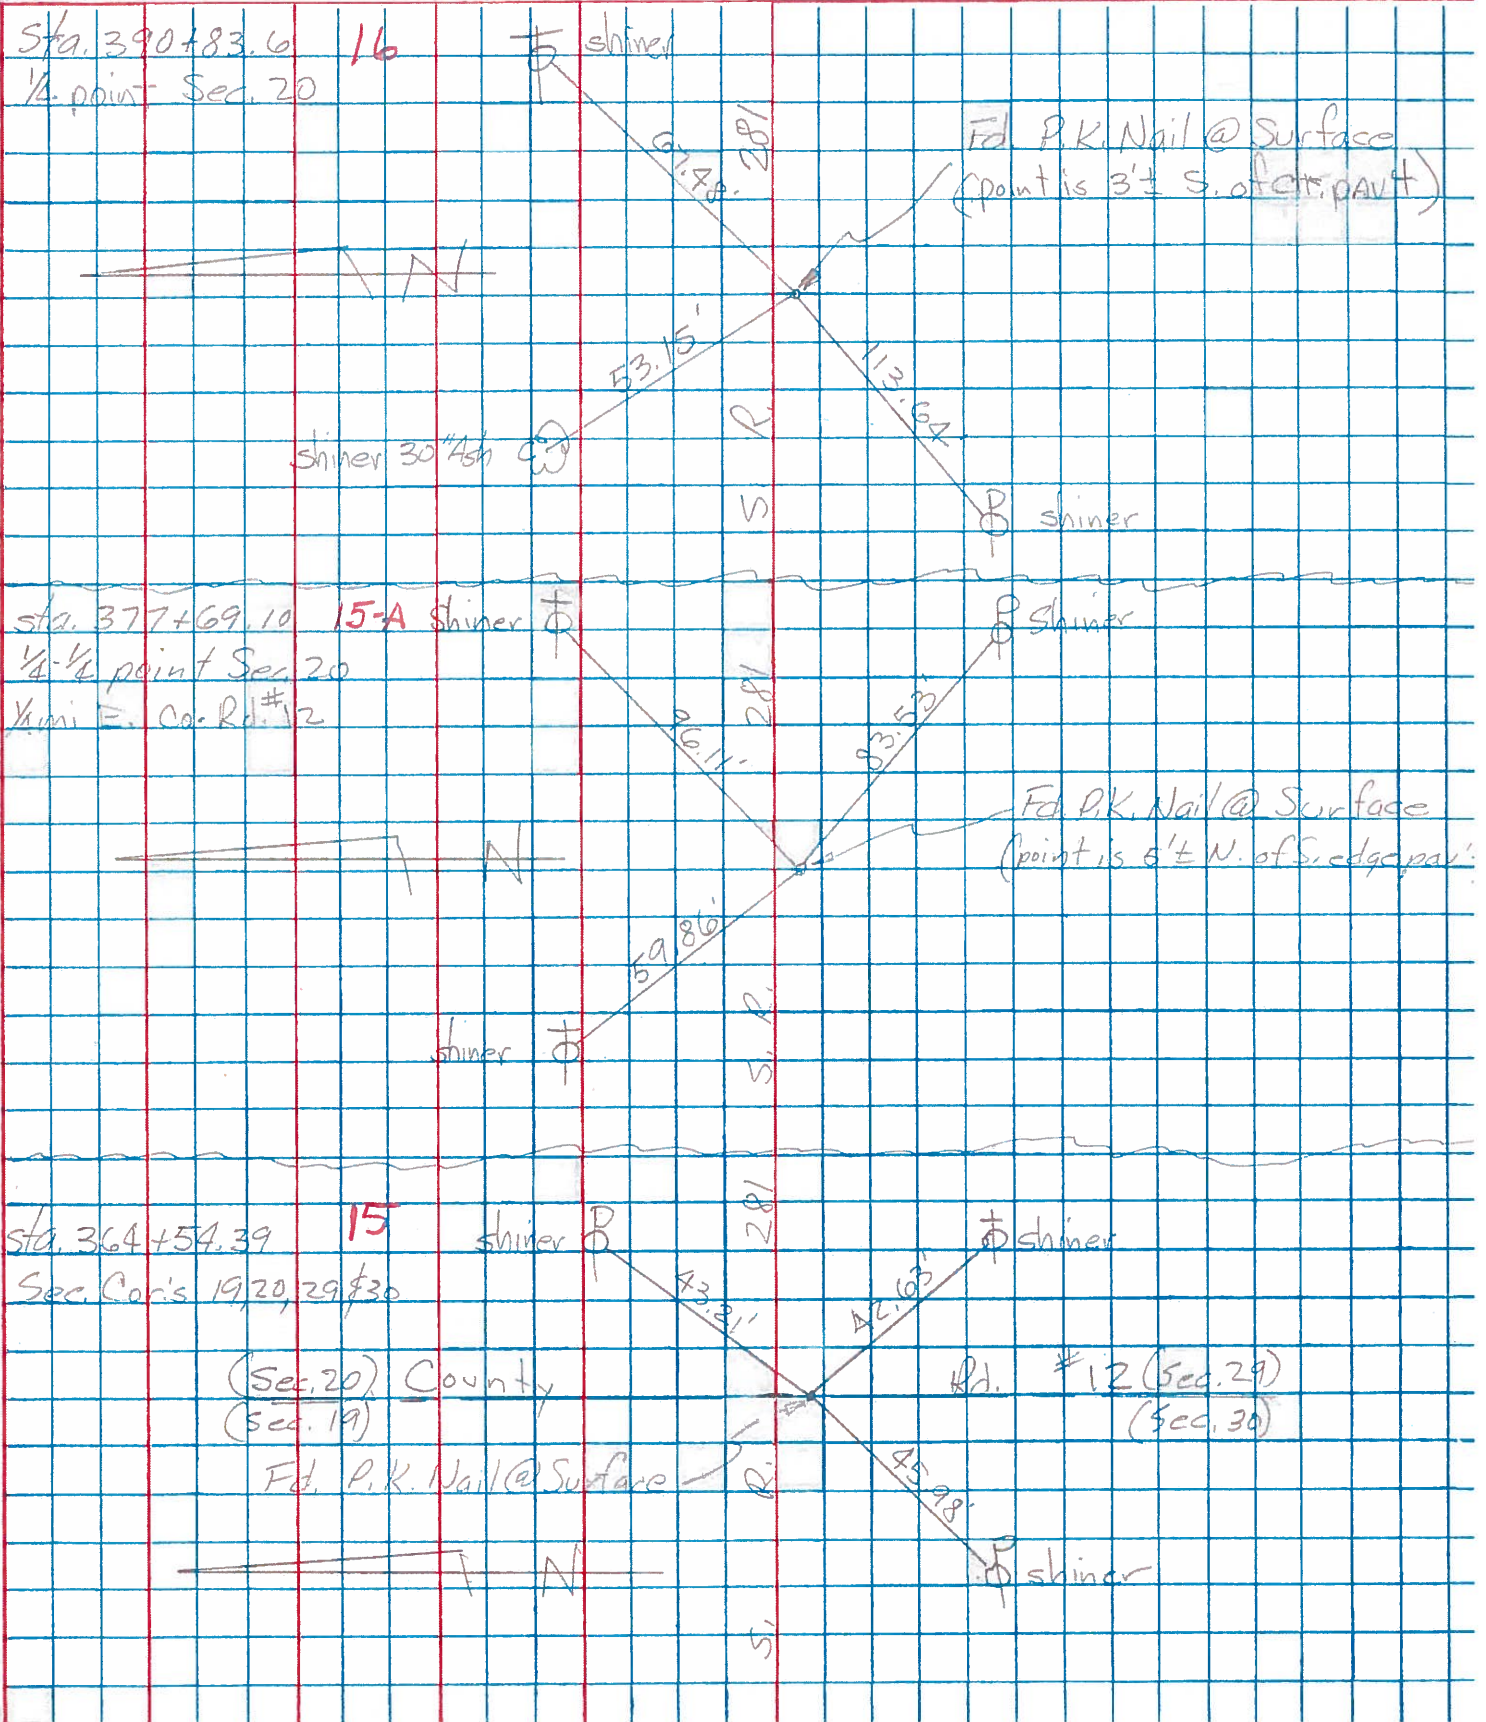 Sta. 390+83.6 16 shiner
1/4 point Sec. 20
281
Fd. P.K. Nail @ Surface
(point is 3'± S. of ctr. pav't)
N
53.15'
113.64
R.
shiner 30" Ash
S
shiner
sta. 377+69.10 15-A shiner
shiner
1/4-1/4 point Sec. 20
1/4 mi E. Co. Rd. #12
281
96.11'
83.53'
Fd. P.K. Nail @ Surface
(point is 6'± N. of S. edge pav't
N
59.86'
R.
shiner
S.
281
sta. 364+54.39 15 shiner
shiner
Sec. Cor's 19, 20, 29 & 30
43.21'
42.63'
(Sec. 20) County Rd. #12 (Sec. 29)
(Sec. 19) (Sec. 30)
Fd. P.K. Nail @ Surface
R.
45.98'
N
shiner
S.